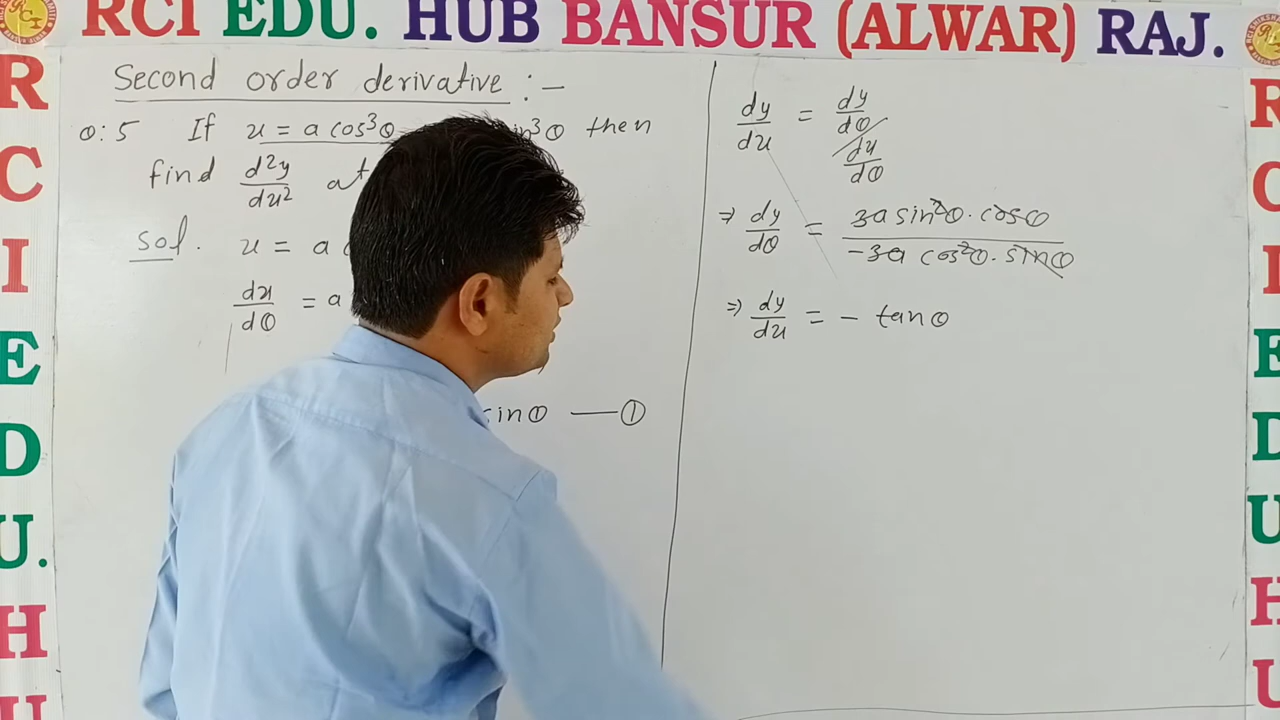 RCI EDU. HUB BANSUR (ALWAR) RAJ.
R
C
I
E
D
U.
H
U
Second order derivative :-
Q:5 If x = a cos³θ in³θ then
find d²y/dx² at
sol. x = a
dx/dθ = a
sinθ —— ①
dy/dx = dy/dθ / dx/dθ
⇒ dy/dθ = 3a sin²θ·cosθ / -3a cos²θ·sinθ
⇒ dy/dx = - tanθ
R
C
I
E
D
U
H
U